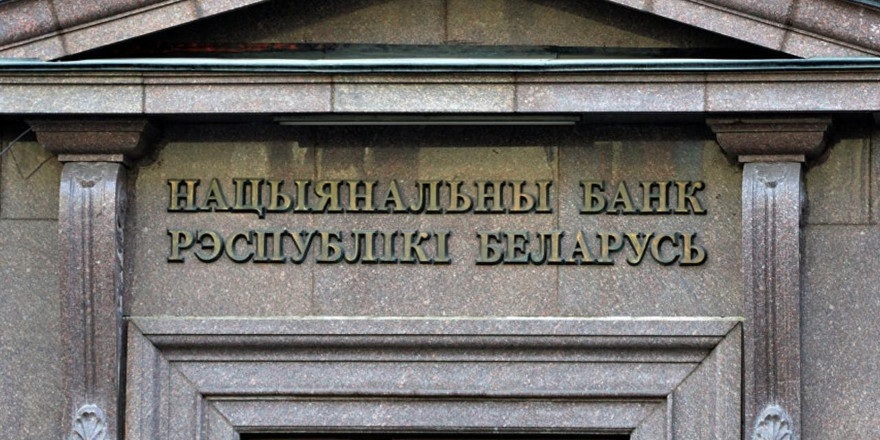 НАЦЫЯНАЛЬНЫ БАНК
РЭСПУБЛІКІ БЕЛАРУСЬ